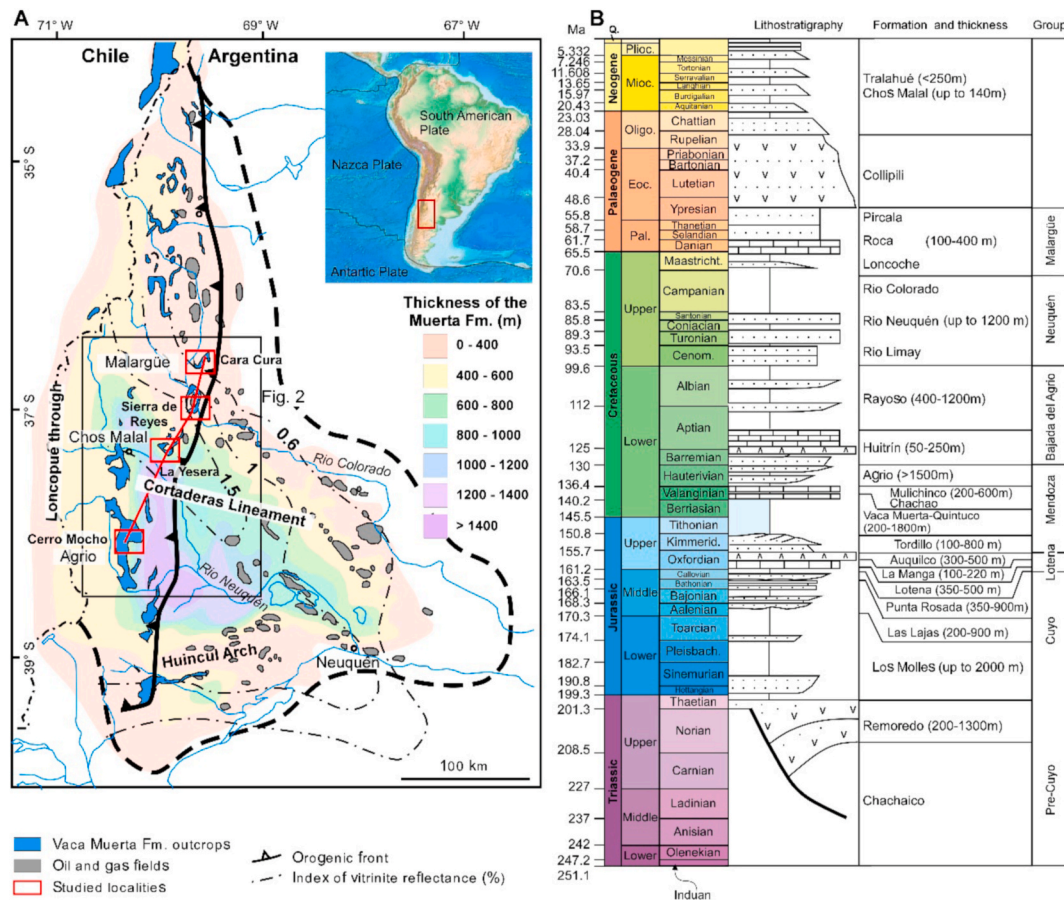 A
71° W
69° W
67° W
Chile
Argentina
35° S
37° S
39° S
South American
Plate
Nazca Plate
Antartic Plate
Thickness of the
Muerta Fm. (m)
0 - 400
400 - 600
600 - 800
800 - 1000
1000 - 1200
1200 - 1400
> 1400
Malargüe
Cara Cura
Fig. 2
Sierra de
Reyes
Chos Malal
La Yesera
0.6
1
1.5
Rio Colorado
Loncopué through
Cortaderas Lineament
Cerro Mocho
Agrio
Rio Neuquén
Huincul Arch
Neuquén
100 km
Vaca Muerta Fm. outcrops
Oil and gas fields
Studied localities
Orogenic front
Index of vitrinite reflectance (%)
B
Ma
P.
Lithostratigraphy
Formation and thickness
Group
5.332
7.246
11.608
13.65
15.97
20.43
23.03
28.04
33.9
37.2
40.4
48.6
55.8
58.7
61.7
65.5
70.6
83.5
85.8
89.3
93.5
99.6
112
125
130
136.4
140.2
145.5
150.8
155.7
161.2
163.5
166.1
168.3
170.3
174.1
182.7
190.8
199.3
201.3
208.5
227
237
242
247.2
251.1
Neogene
Palaeogene
Cretaceous
Jurassic
Triassic
Plioc.
Mioc.
Oligo.
Eoc.
Pal.
Upper
Lower
Upper
Middle
Lower
Upper
Middle
Lower
Messinian
Tortonian
Serravalian
Langhian
Burdigalian
Aquitanian
Chattian
Rupelian
Priabonian
Bartonian
Lutetian
Ypresian
Thanetian
Selandian
Danian
Maastricht.
Campanian
Santonian
Coniacian
Turonian
Cenom.
Albian
Aptian
Barremian
Hauterivian
Valanginian
Berriasian
Tithonian
Kimmerid.
Oxfordian
Callovian
Bathonian
Bajonian
Aalenian
Toarcian
Pleisbach.
Sinemurian
Hettangian
Thaetian
Norian
Carnian
Ladinian
Anisian
Olenekian
Induan
Tralahué (<250m)
Chos Malal (up to 140m)
Collipili
Pircala
Roca (100-400 m)
Loncoche
Rio Colorado
Rio Neuquén (up to 1200 m)
Rio Limay
Rayoso (400-1200m)
Huitrín (50-250m)
Agrio (>1500m)
Mulichinco (200-600m)
Chachao
Vaca Muerta-Quintuco
(200-1800m)
Tordillo (100-800 m)
Auquilco (300-500 m)
La Manga (100-220 m)
Lotena (350-500 m)
Punta Rosada (350-900m)
Las Lajas (200-900 m)
Los Molles (up to 2000 m)
Remoredo (200-1300m)
Chachaico
Malargüe
Neuquén
Bajada del Agrio
Mendoza
Lotena
Cuyo
Pre-Cuyo
v v v v
v v v
v v v v
v v v
^ ^ ^ ^ ^
^ ^ ^ ^ ^
v v v
v
v v
v